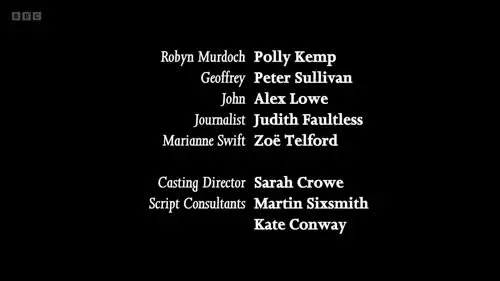 BBC
Robyn Murdoch Polly Kemp
Geoffrey Peter Sullivan
John Alex Lowe
Journalist Judith Faultless
Marianne Swift Zoë Telford
Casting Director Sarah Crowe
Script Consultants Martin Sixsmith
Kate Conway